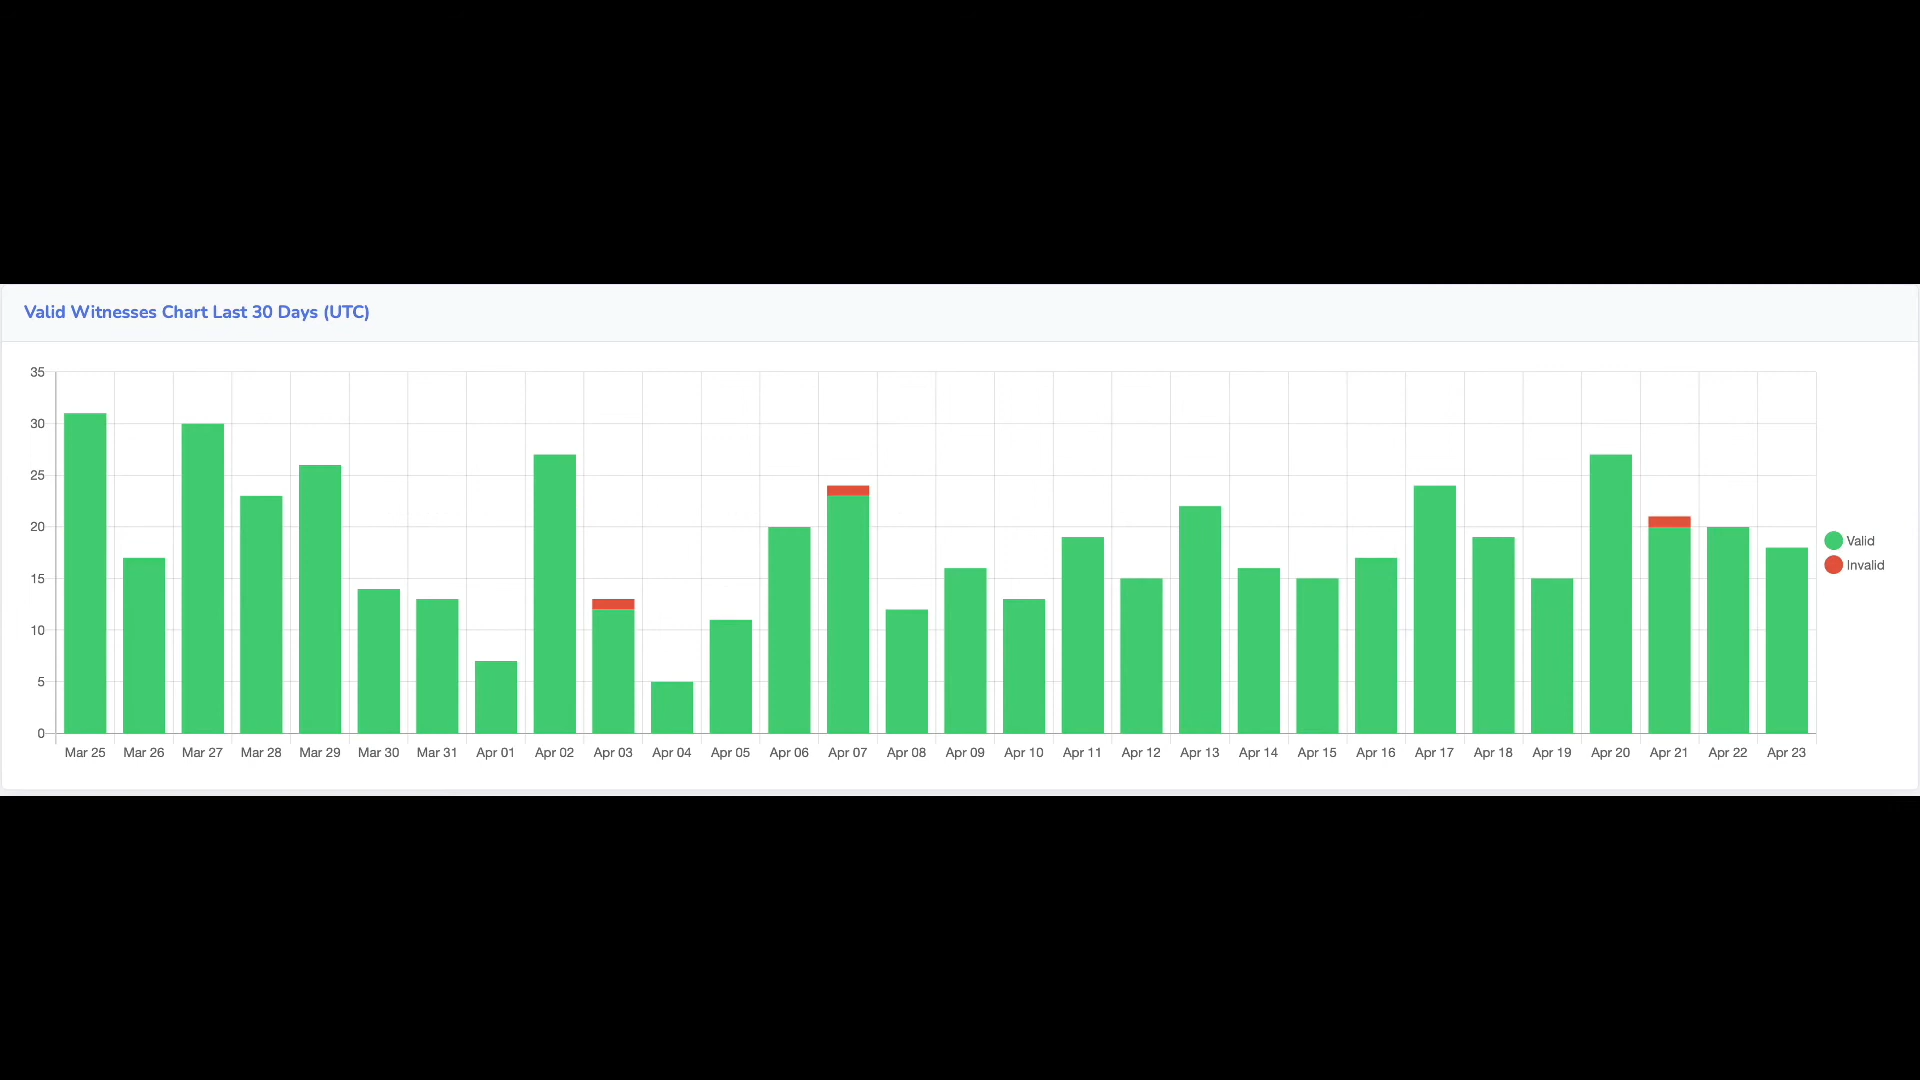 Valid Witnesses Chart Last 30 Days (UTC)
35
30
25
20
15
10
5
0
Valid
Invalid
Mar 25 Mar 26 Mar 27 Mar 28 Mar 29 Mar 30 Mar 31 Apr 01 Apr 02 Apr 03 Apr 04 Apr 05 Apr 06 Apr 07 Apr 08 Apr 09 Apr 10 Apr 11 Apr 12 Apr 13 Apr 14 Apr 15 Apr 16 Apr 17 Apr 18 Apr 19 Apr 20 Apr 21 Apr 22 Apr 23